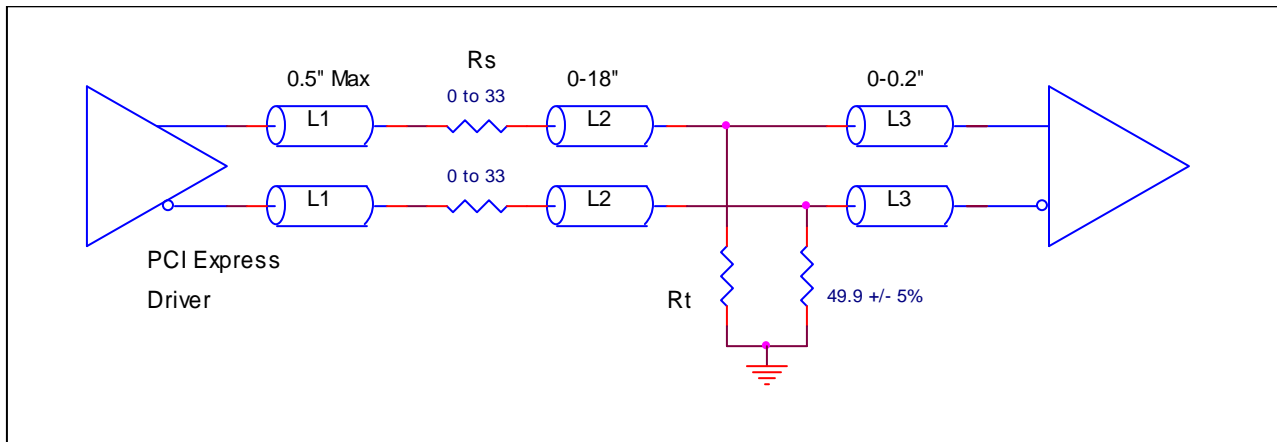 Rs
0.5" Max
0-18"
0-0.2"
0 to 33
L1
L2
L3
0 to 33
L1
L2
L3
PCI Express
Driver
Rt
49.9 +/- 5%